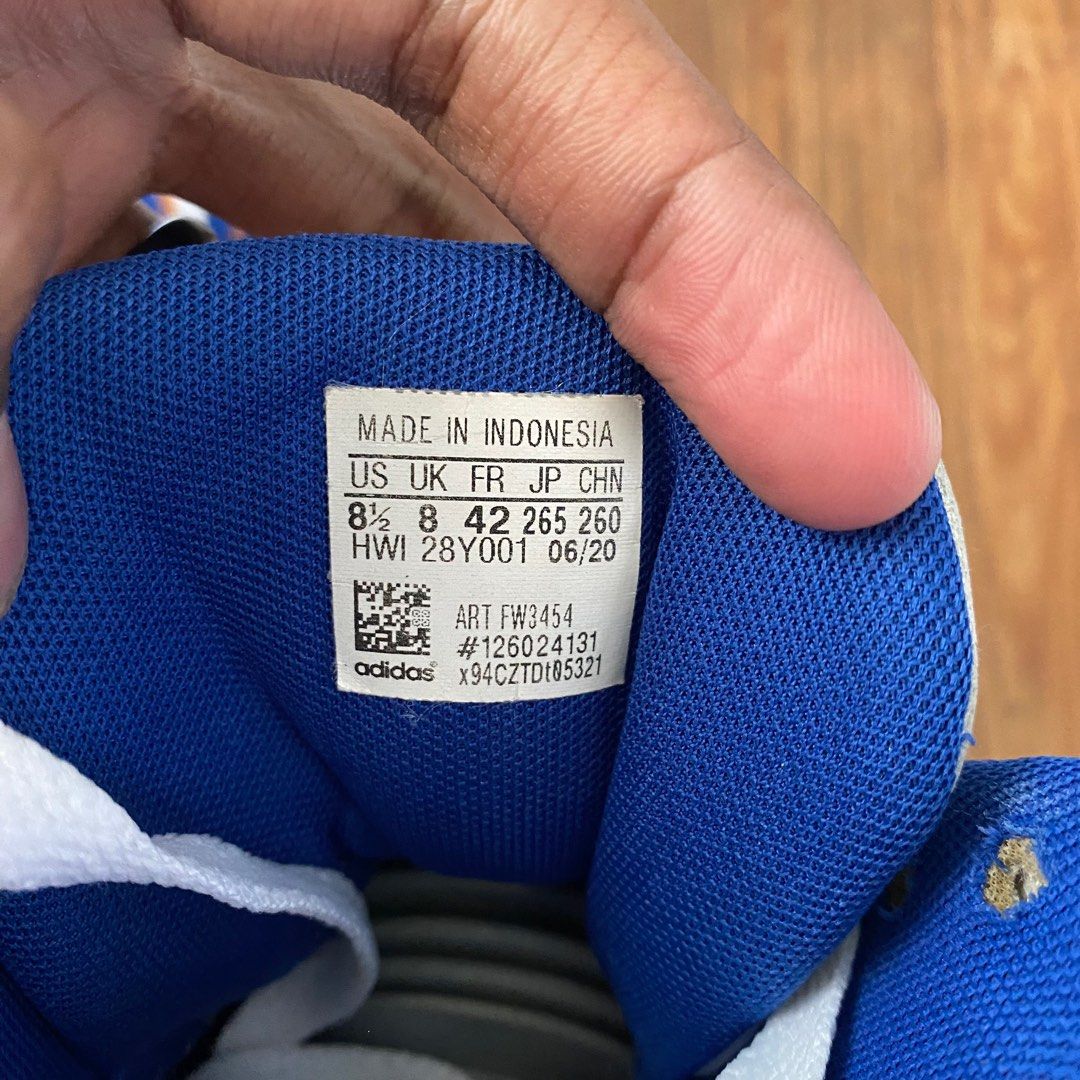 MADE IN INDONESIA
US UK FR JP CHN
8½ 8 42 265 260
HWI 28Y001 06/20
ART FW3454
#126024131
adidas® x94CZTDt05321